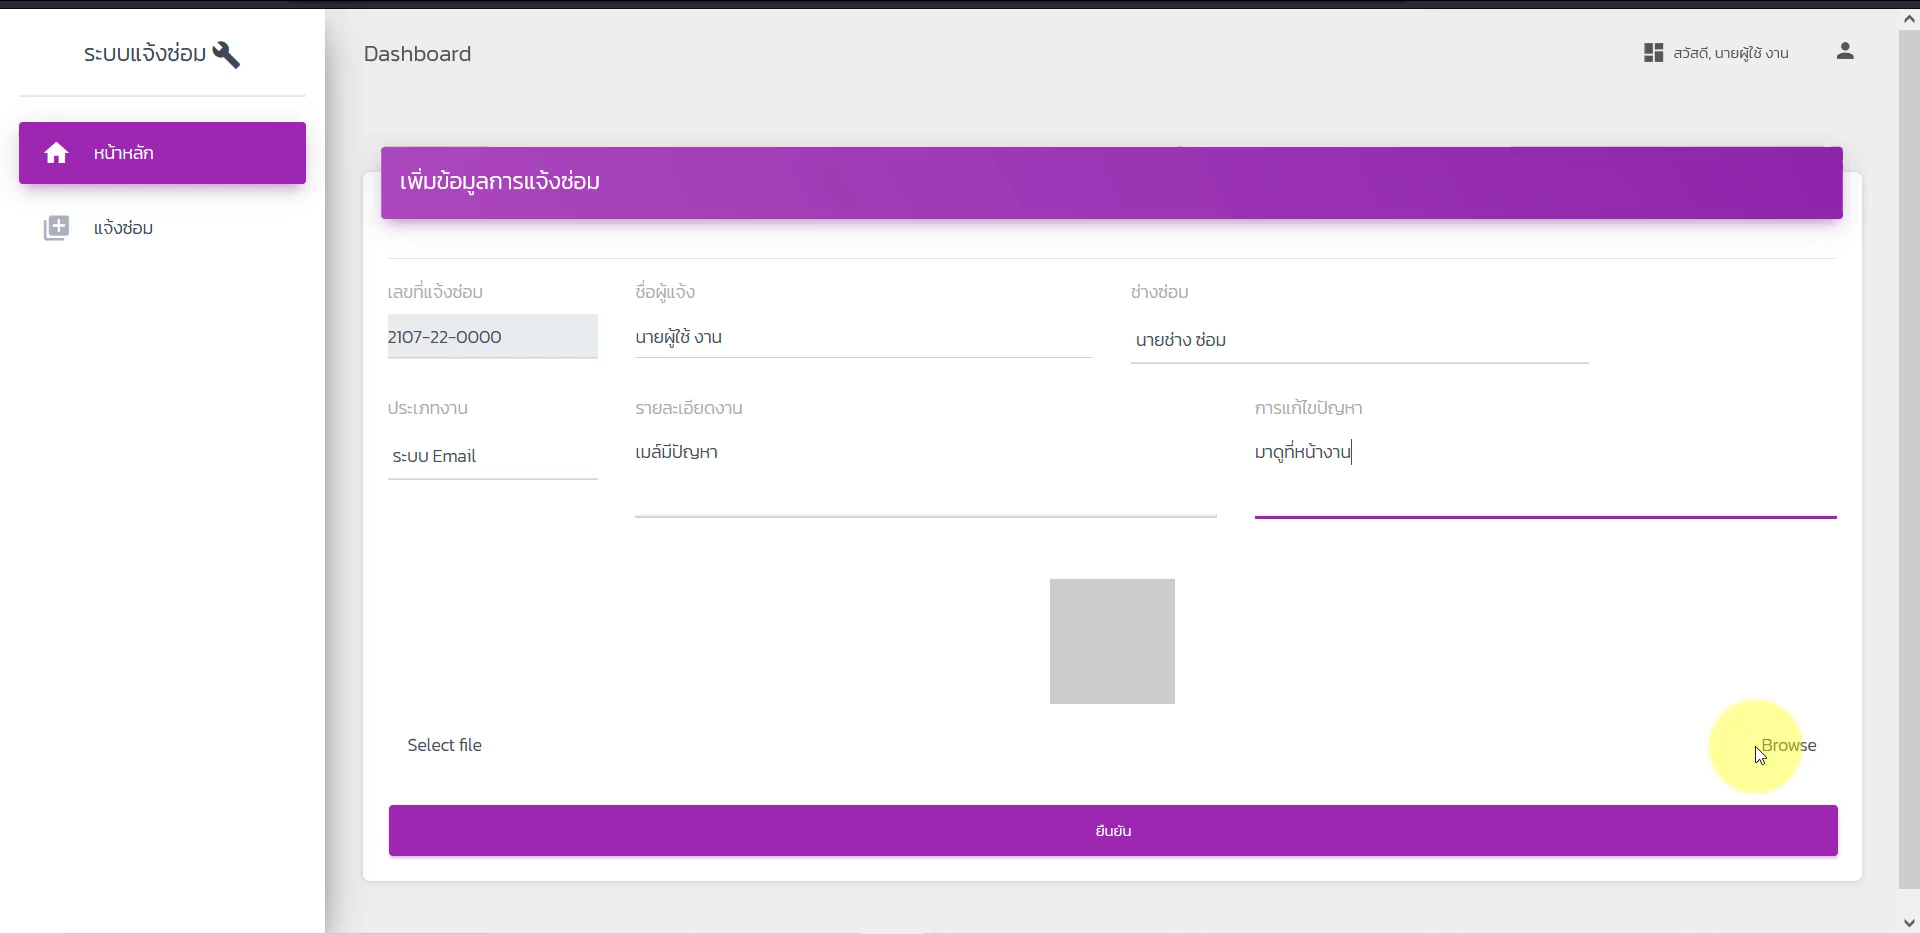 ระบบแจ้งซ่อม
Dashboard
สวัสดี, นายผู้ใช้ งาน
หน้าหลัก
แจ้งซ่อม
เพิ่มข้อมูลการแจ้งซ่อม
เลขที่แจ้งซ่อม
ชื่อผู้แจ้ง
ช่างซ่อม
2107-22-0000
นายผู้ใช้ งาน
นายช่าง ซ่อม
ประเภทงาน
รายละเอียดงาน
การแก้ไขปัญหา
ระบบ Email
เมล์มีปัญหา
มาดูที่หน้างาน
Select file
Browse
ยืนยัน